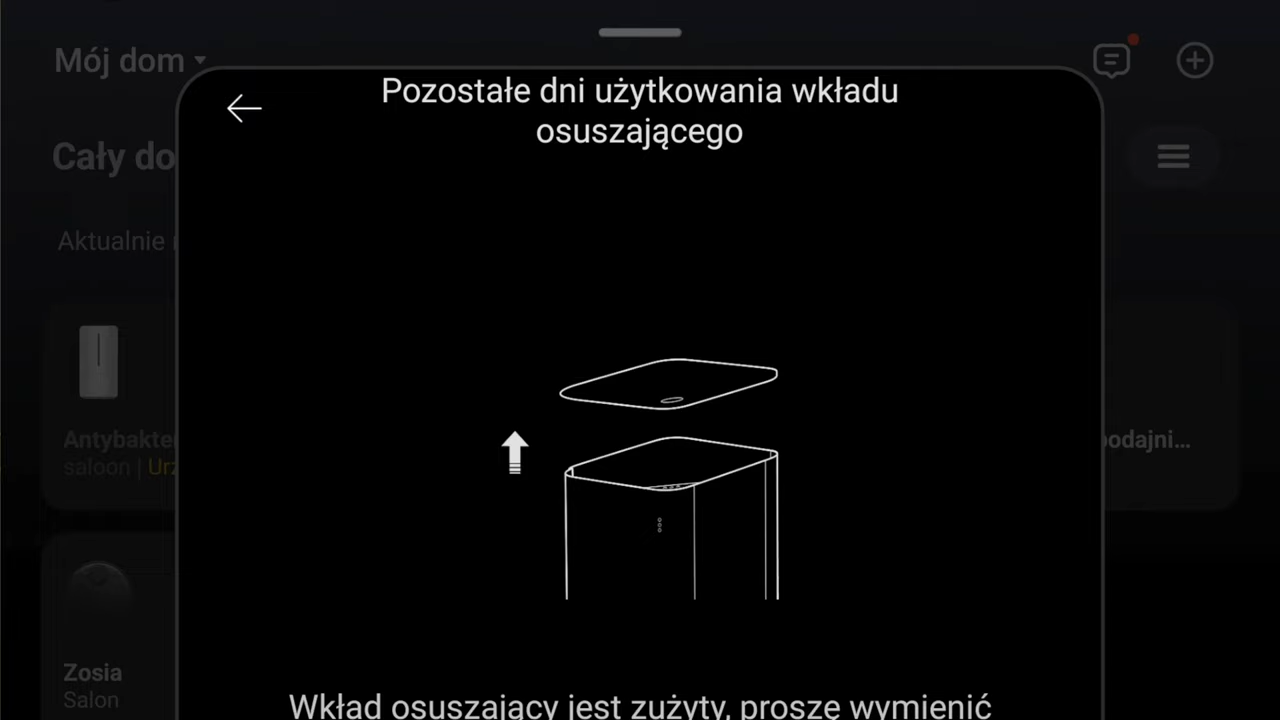 Mój dom
Pozostałe dni użytkowania wkładu
osuszającego
Cały do
Aktualnie
Antybakte
saloon | Urz
podajni...
Zosia
Salon
Wkład osuszający jest zużyty, proszę wymienić